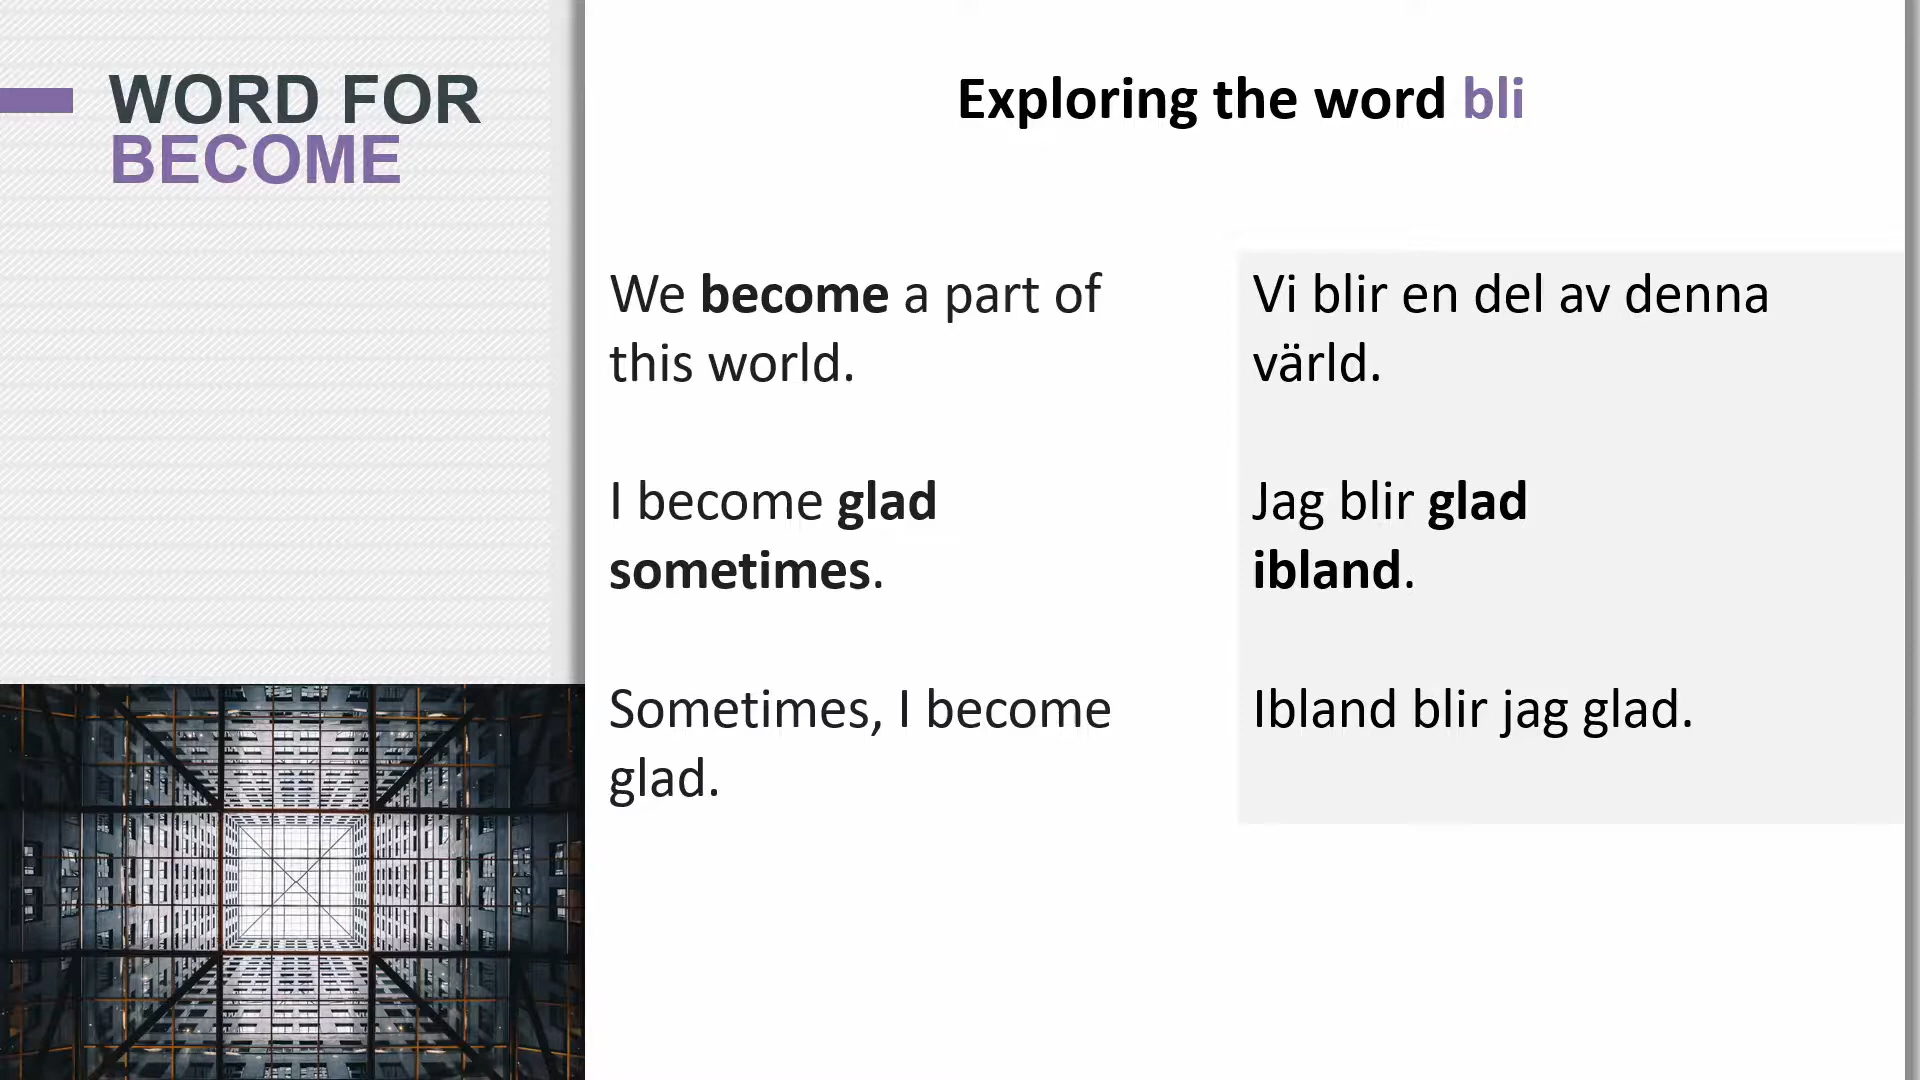 WORD FOR
BECOME
Exploring the word bli
We become a part of
this world.
Vi blir en del av denna
värld.
I become glad
sometimes.
Jag blir glad
ibland.
Sometimes, I become
glad.
Ibland blir jag glad.